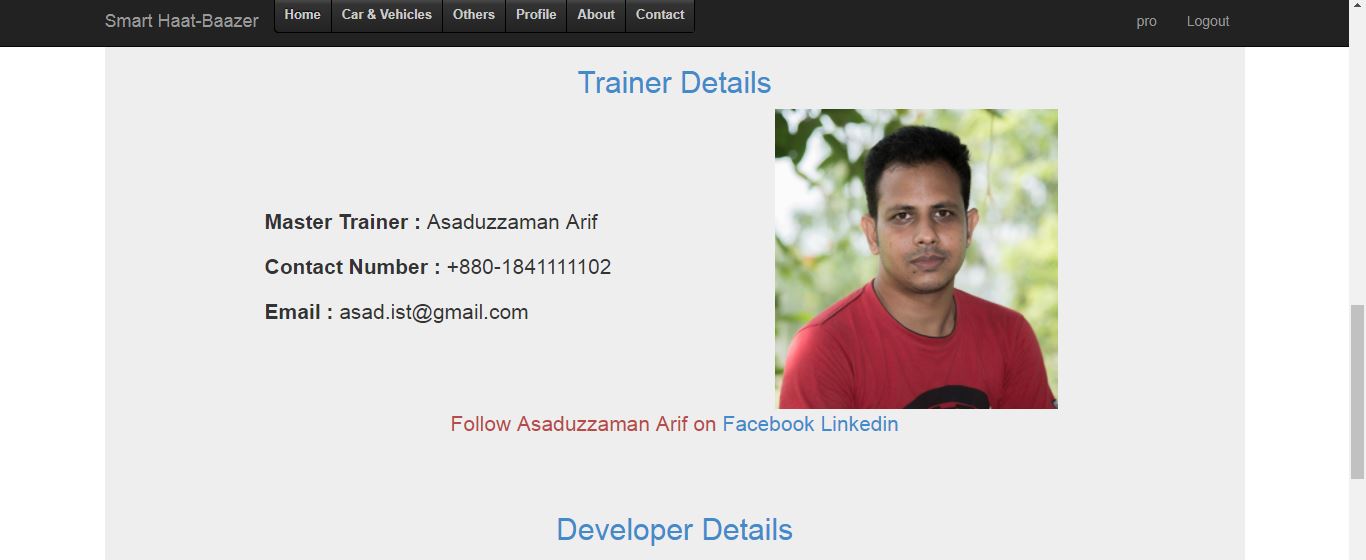 Smart Haat-Baazer Home Car & Vehicles Others Profile About Contact pro Logout
Trainer Details
Master Trainer : Asaduzzaman Arif
Contact Number : +880-1841111102
Email : asad.ist@gmail.com
Follow Asaduzzaman Arif on Facebook Linkedin
Developer Details